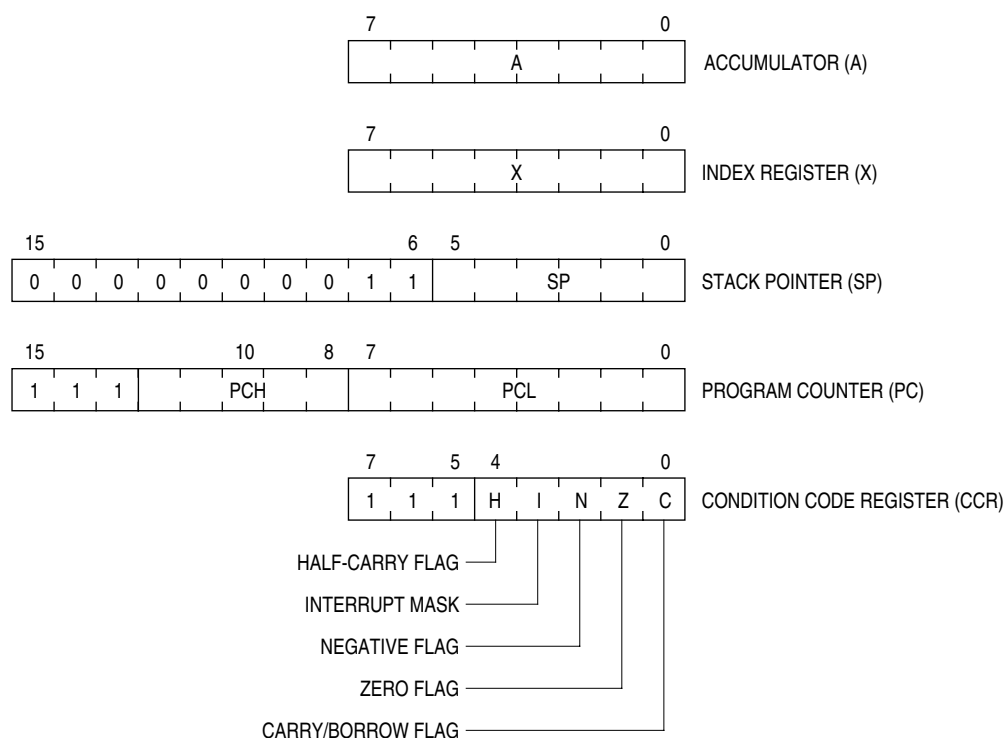 7 0
A ACCUMULATOR (A)
7 0
X INDEX REGISTER (X)
15 6 5 0
0 0 0 0 0 0 0 0 1 1 SP STACK POINTER (SP)
15 10 8 7 0
1 1 1 PCH PCL PROGRAM COUNTER (PC)
7 5 4 0
1 1 1 H I N Z C CONDITION CODE REGISTER (CCR)
HALF-CARRY FLAG
INTERRUPT MASK
NEGATIVE FLAG
ZERO FLAG
CARRY/BORROW FLAG